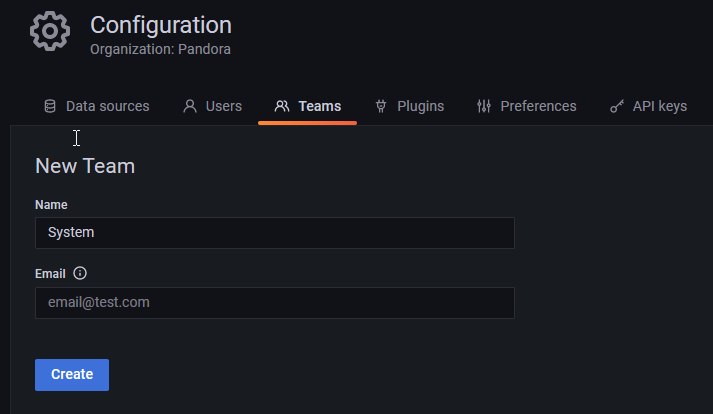 Configuration
Organization: Pandora
Data sources Users Teams Plugins Preferences API keys
New Team
Name
System
Email
email@test.com
Create